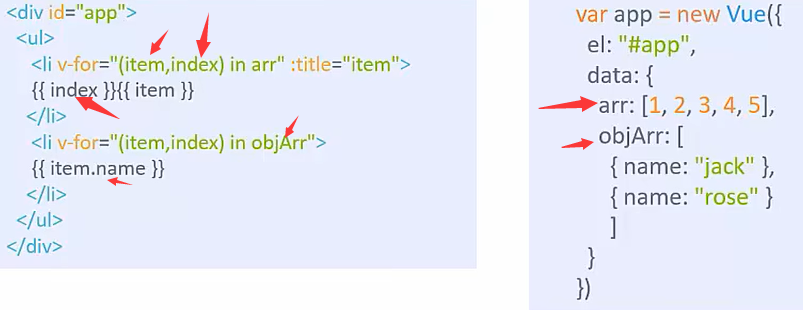 <div id="app">
<ul>
<li v-for="(item,index) in arr" :title="item">
{{ index }}{{ item }}
</li>
<li v-for="(item,index) in objArr">
{{ item.name }}
</li>
</ul>
</div>
var app = new Vue({
el: "#app",
data: {
arr: [1, 2, 3, 4, 5],
objArr: [
{ name: "jack" },
{ name: "rose" }
]
}
})